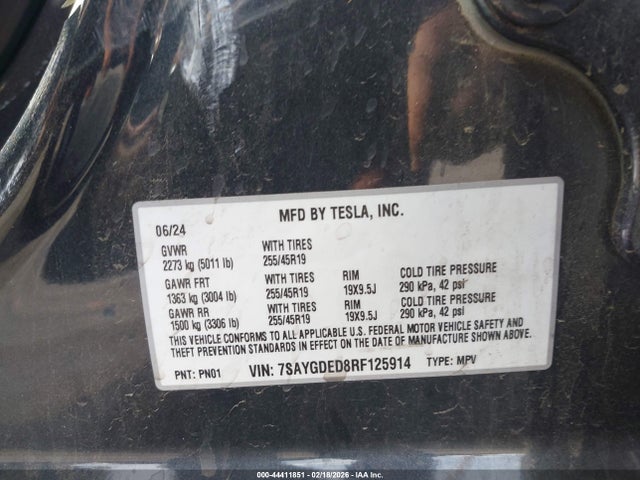 MFD BY TESLA, INC.
06/24
GVWR WITH TIRES
2273 kg (5011 lb) 255/45R19
GAWR FRT WITH TIRES RIM COLD TIRE PRESSURE
1363 kg (3004 lb) 255/45R19 19X9.5J 290 kPa, 42 psi
GAWR RR WITH TIRES RIM COLD TIRE PRESSURE
1500 kg (3306 lb) 255/45R19 19X9.5J 290 kPa, 42 psi
THIS VEHICLE CONFORMS TO ALL APPLICABLE U.S. FEDERAL MOTOR VEHICLE SAFETY AND
THEFT PREVENTION STANDARDS IN EFFECT ON THE DATE OF MANUFACTURE SHOWN ABOVE.
PNT: PN01 VIN: 7SAYGDED8RF125914 TYPE: MPV
000-44411851 - 02/18/2026 - Copyright IAA, Inc.